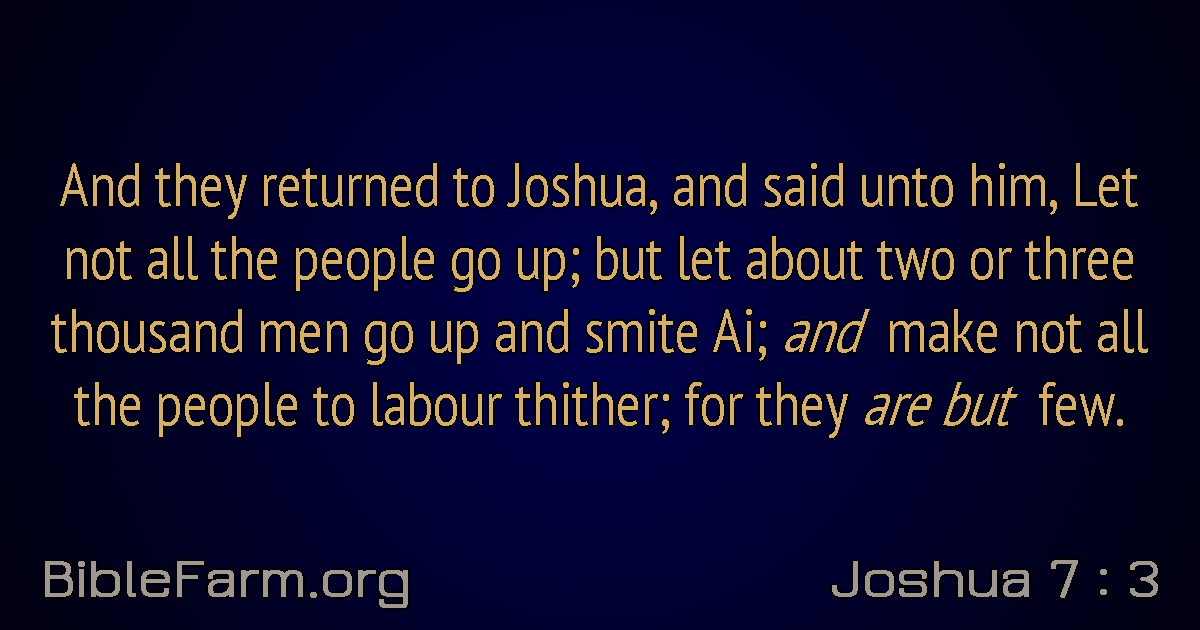 And they returned to Joshua, and said unto him, Let
not all the people go up; but let about two or three
thousand men go up and smite Ai; and make not all
the people to labour thither; for they are but few.
BibleFarm.org
Joshua 7 : 3